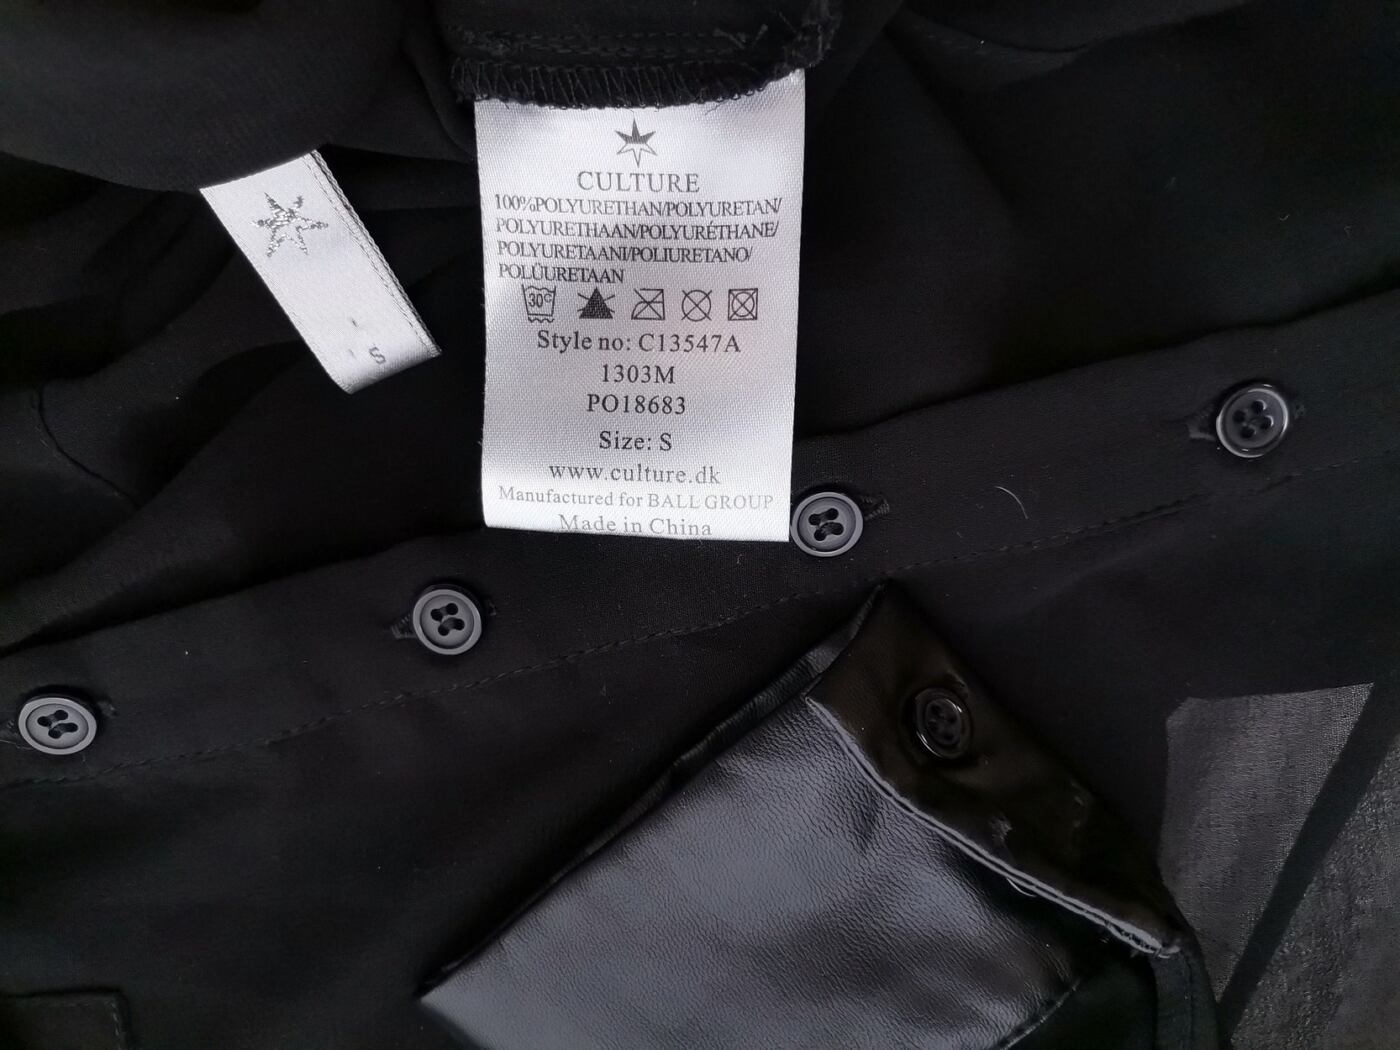 CULTURE
100%POLYURETHAN/POLYURETAN/
POLYURETHAAN/POLYURÉTHANE/
POLYURETAANI/POLIURETANO/
POLÜURETAAN
30°
Style no: C13547A
1303M
PO18683
Size: S
www.culture.dk
Manufactured for BALL GROUP
Made in China
S